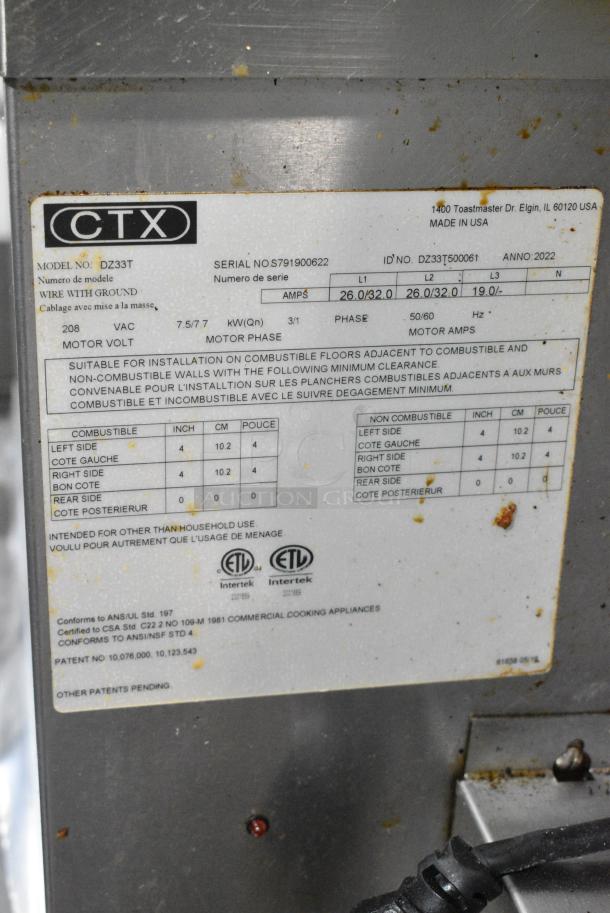 CTX
1400 Toastmaster Dr. Elgin, IL 60120 USA
MADE IN USA
MODEL NO: DZ33T SERIAL NO S791900622 ID NO. DZ33T500061 ANNO 2022
Numero de modele Numero de serie
L1 L2 L3 N
WIRE WITH GROUND AMPS 26.0/32.0 26.0/32.0 19.0/-
Cablage avec mise a la masse
208 VAC 7.5/7.7 kW(Qn) 3/1 PHASE 50/60 Hz
MOTOR VOLT MOTOR PHASE MOTOR AMPS
SUITABLE FOR INSTALLATION ON COMBUSTIBLE FLOORS ADJACENT TO COMBUSTIBLE AND
NON-COMBUSTIBLE WALLS WITH THE FOLLOWING MINIMUM CLEARANCE
CONVENABLE POUR L'INSTALLTION SUR LES PLANCHERS COMBUSTIBLES ADJACENTS A AUX MURS
COMBUSTIBLE ET INCOMBUSTIBLE AVEC LE SUIVRE DEGAGEMENT MINIMUM
COMBUSTIBLE INCH CM POUCE
LEFT SIDE 4 10.2 4
COTE GAUCHE
RIGHT SIDE 4 10.2 4
BON COTE
REAR SIDE 0 0 0
COTE POSTERIERUR
NON COMBUSTIBLE INCH CM POUCE
LEFT SIDE 4 10.2 4
COTE GAUCHE
RIGHT SIDE 4 10.2 4
BON COTE
REAR SIDE 0 0 0
COTE POSTERIERUR
AUCTION GROUP
INTENDED FOR OTHER THAN HOUSEHOLD USE
VOULU POUR AUTREMENT QUE L'USAGE DE MENAGE
ETL ETL
Intertek Intertek
Conforms to ANS/UL Std. 197
Certified to CSA Std. C22.2 NO 109-M 1981 COMMERCIAL COOKING APPLIANCES
CONFORMS TO ANSI/NSF STD 4
PATENT NO 10,076,000, 10,123,543
OTHER PATENTS PENDING